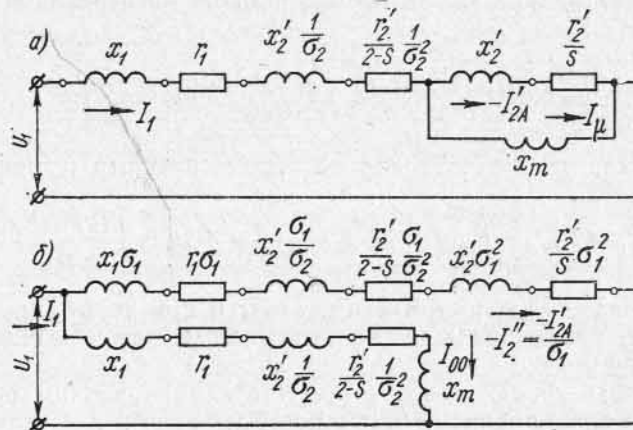 а)
x₁ r₁ x₂′ 1/σ₂ r₂′/(2-S) 1/σ₂² x₂′ r₂′/S
U₁ I₁ -I₂A′ Iμ
xₘ
б)
x₁σ₁ r₁σ₁ x₂′ σ₁/σ₂ r₂′/(2-S) σ₁/σ₂² x₂′σ₁² r₂′/S σ₁²
U₁ I₁ -I₂″ = -I₂A′/σ₁
x₁ r₁ x₂′ 1/σ₂ r₂′/(2-S) 1/σ₂² I₀₀ xₘ